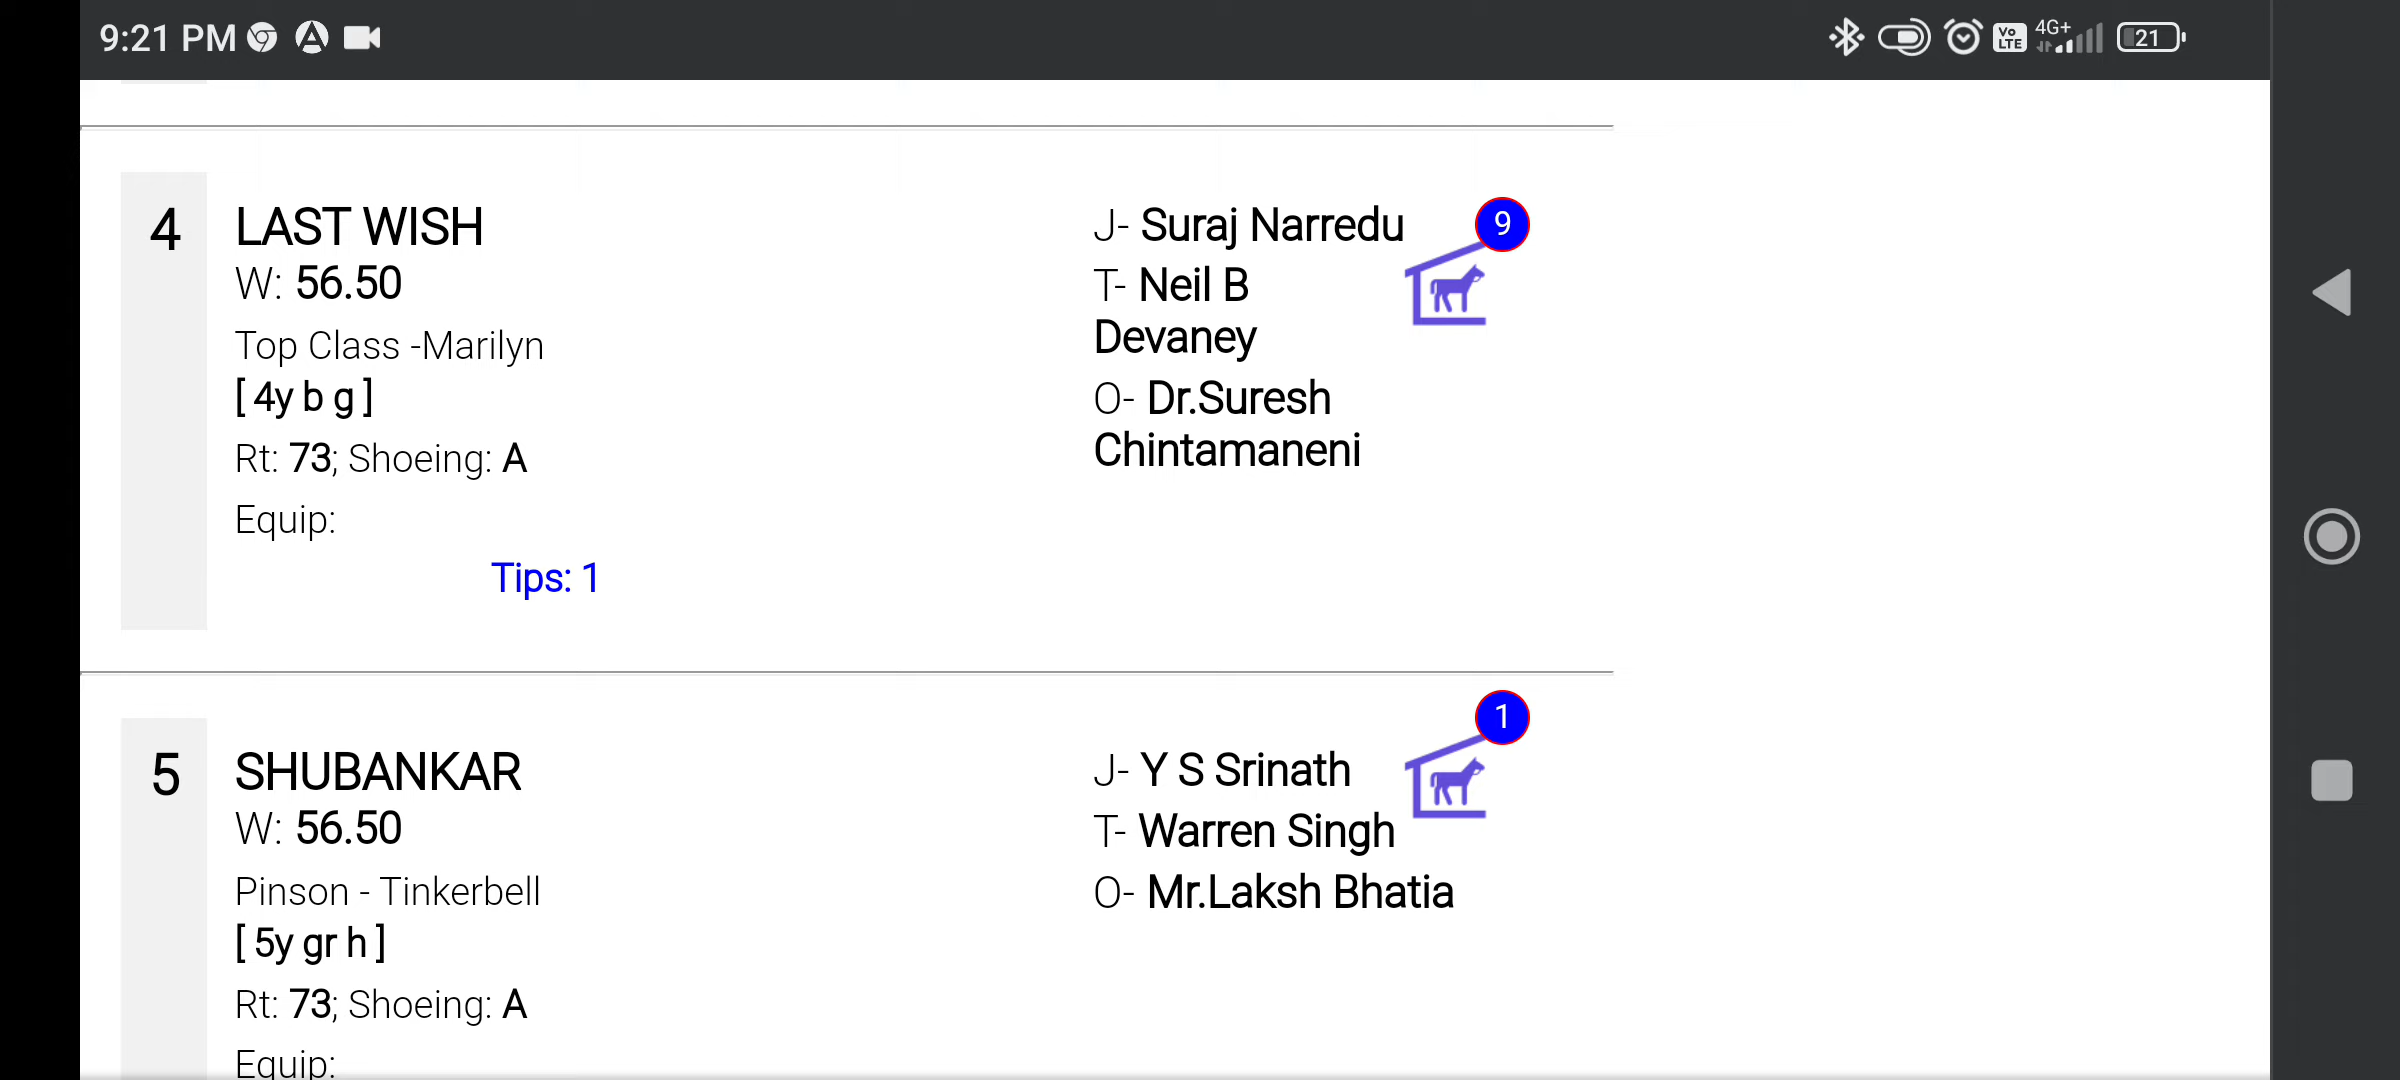 9:21 PM
Vo LTE
4G+
21
4
LAST WISH
W: 56.50
Top Class -Marilyn
[ 4y b g ]
Rt: 73; Shoeing: A
Equip:
Tips: 1
J- Suraj Narredu
9
T- Neil B
Devaney
O- Dr.Suresh
Chintamaneni
5
SHUBANKAR
W: 56.50
Pinson - Tinkerbell
[ 5y gr h ]
Rt: 73; Shoeing: A
Equip:
1
J- Y S Srinath
T- Warren Singh
O- Mr.Laksh Bhatia